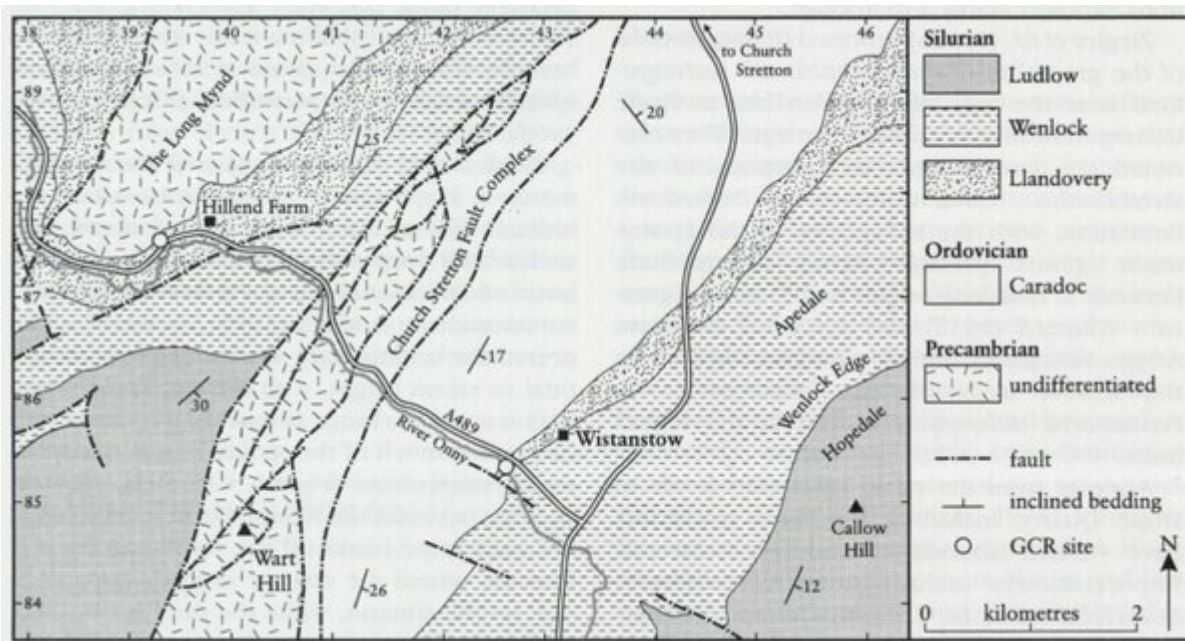 38
39
40
41
42
43
44
45
46
89
88
87
86
85
84
to Church
Stretton
The Long Mynd
Hillend Farm
Church Stretton Fault Complex
25
20
17
30
26
12
A489
River Onny
Wistanstow
Apedale
Wenlock Edge
Hopedale
Wart
Hill
Callow
Hill
Silurian
Ludlow
Wenlock
Llandovery
Ordovician
Caradoc
Precambrian
undifferentiated
fault
inclined bedding
GCR site
N
0 kilometres 2